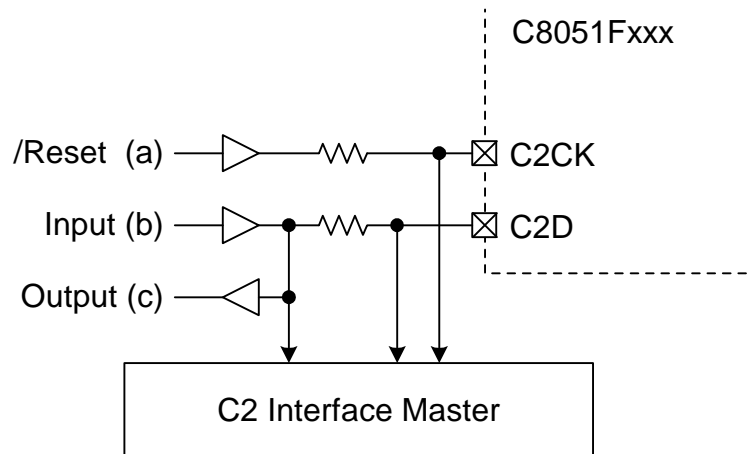 C8051Fxxx
/Reset (a)
C2CK
Input (b)
C2D
Output (c)
C2 Interface Master